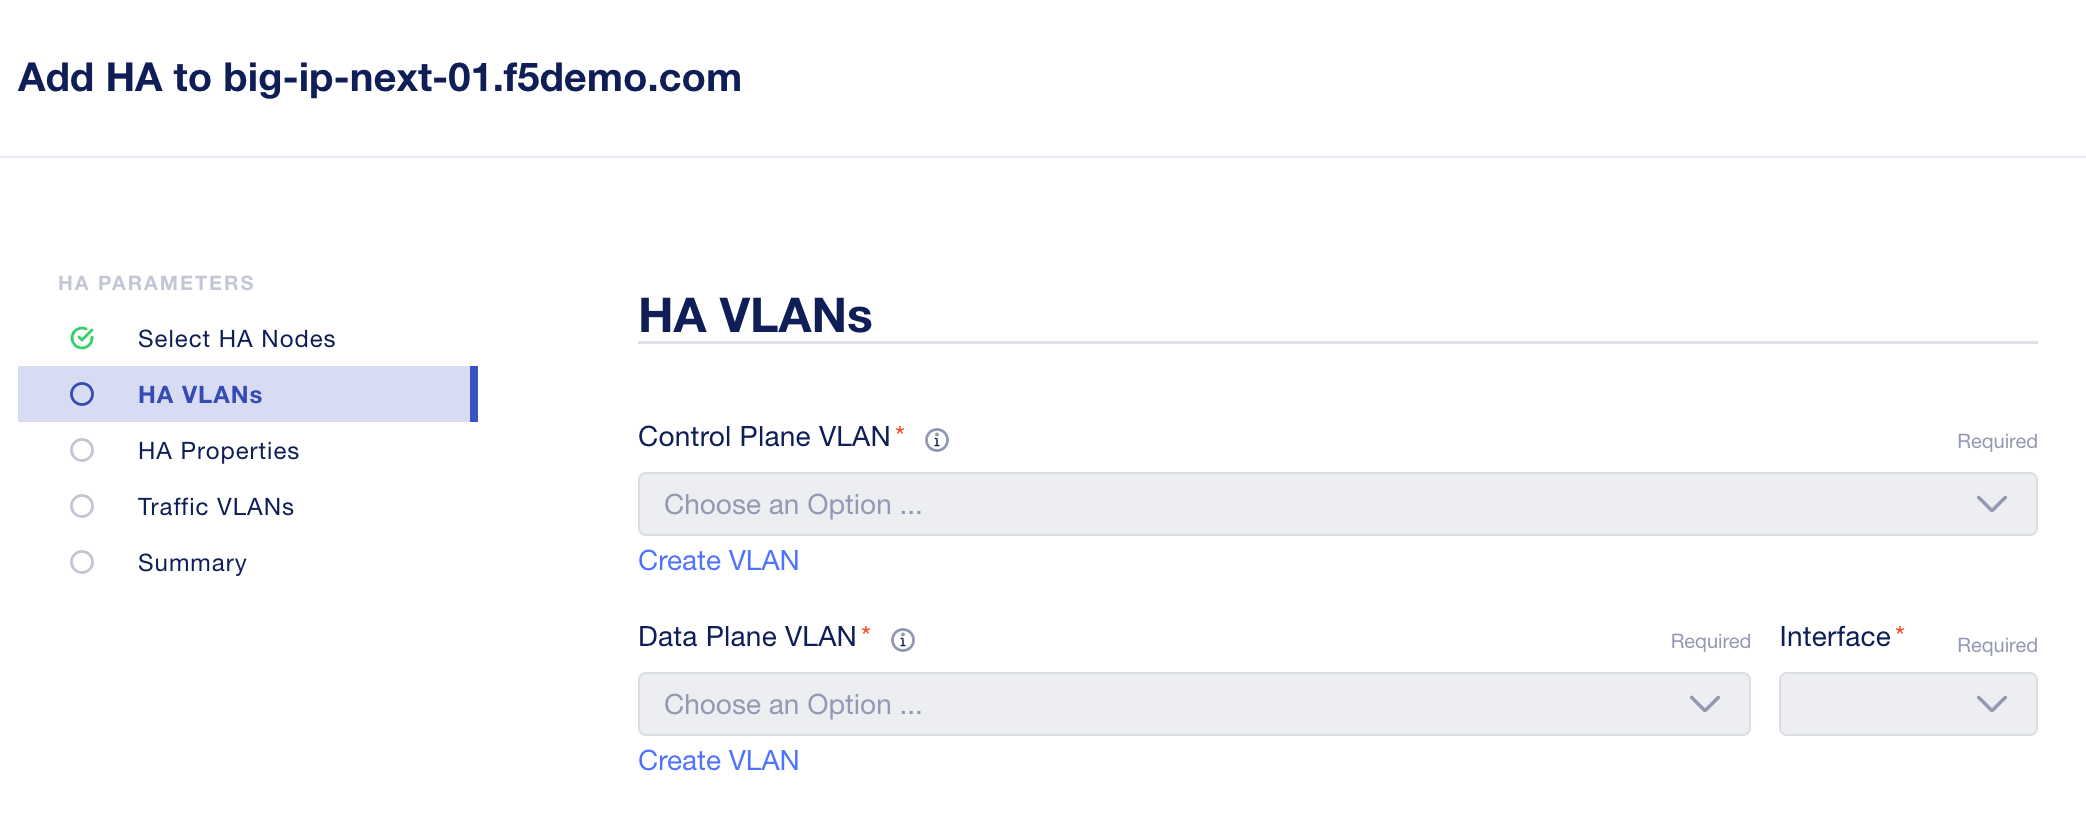 Add HA to big-ip-next-01.f5demo.com
HA PARAMETERS
Select HA Nodes
HA VLANs
HA Properties
Traffic VLANs
Summary
HA VLANs
Control Plane VLAN* Required
Choose an Option ...
Create VLAN
Data Plane VLAN* Required
Choose an Option ...
Create VLAN
Interface* Required